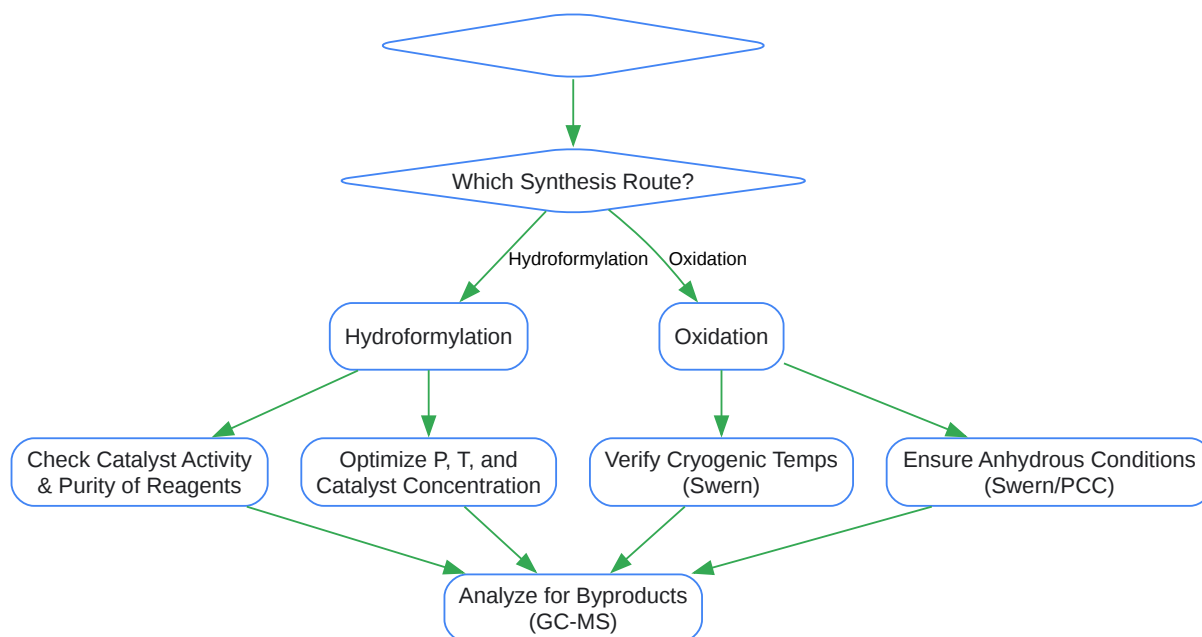 Which Synthesis Route?
Hydroformylation
Oxidation
Hydroformylation
Oxidation
Check Catalyst Activity
& Purity of Reagents
Optimize P, T, and
Catalyst Concentration
Verify Cryogenic Temps
(Swern)
Ensure Anhydrous Conditions
(Swern/PCC)
Analyze for Byproducts
(GC-MS)